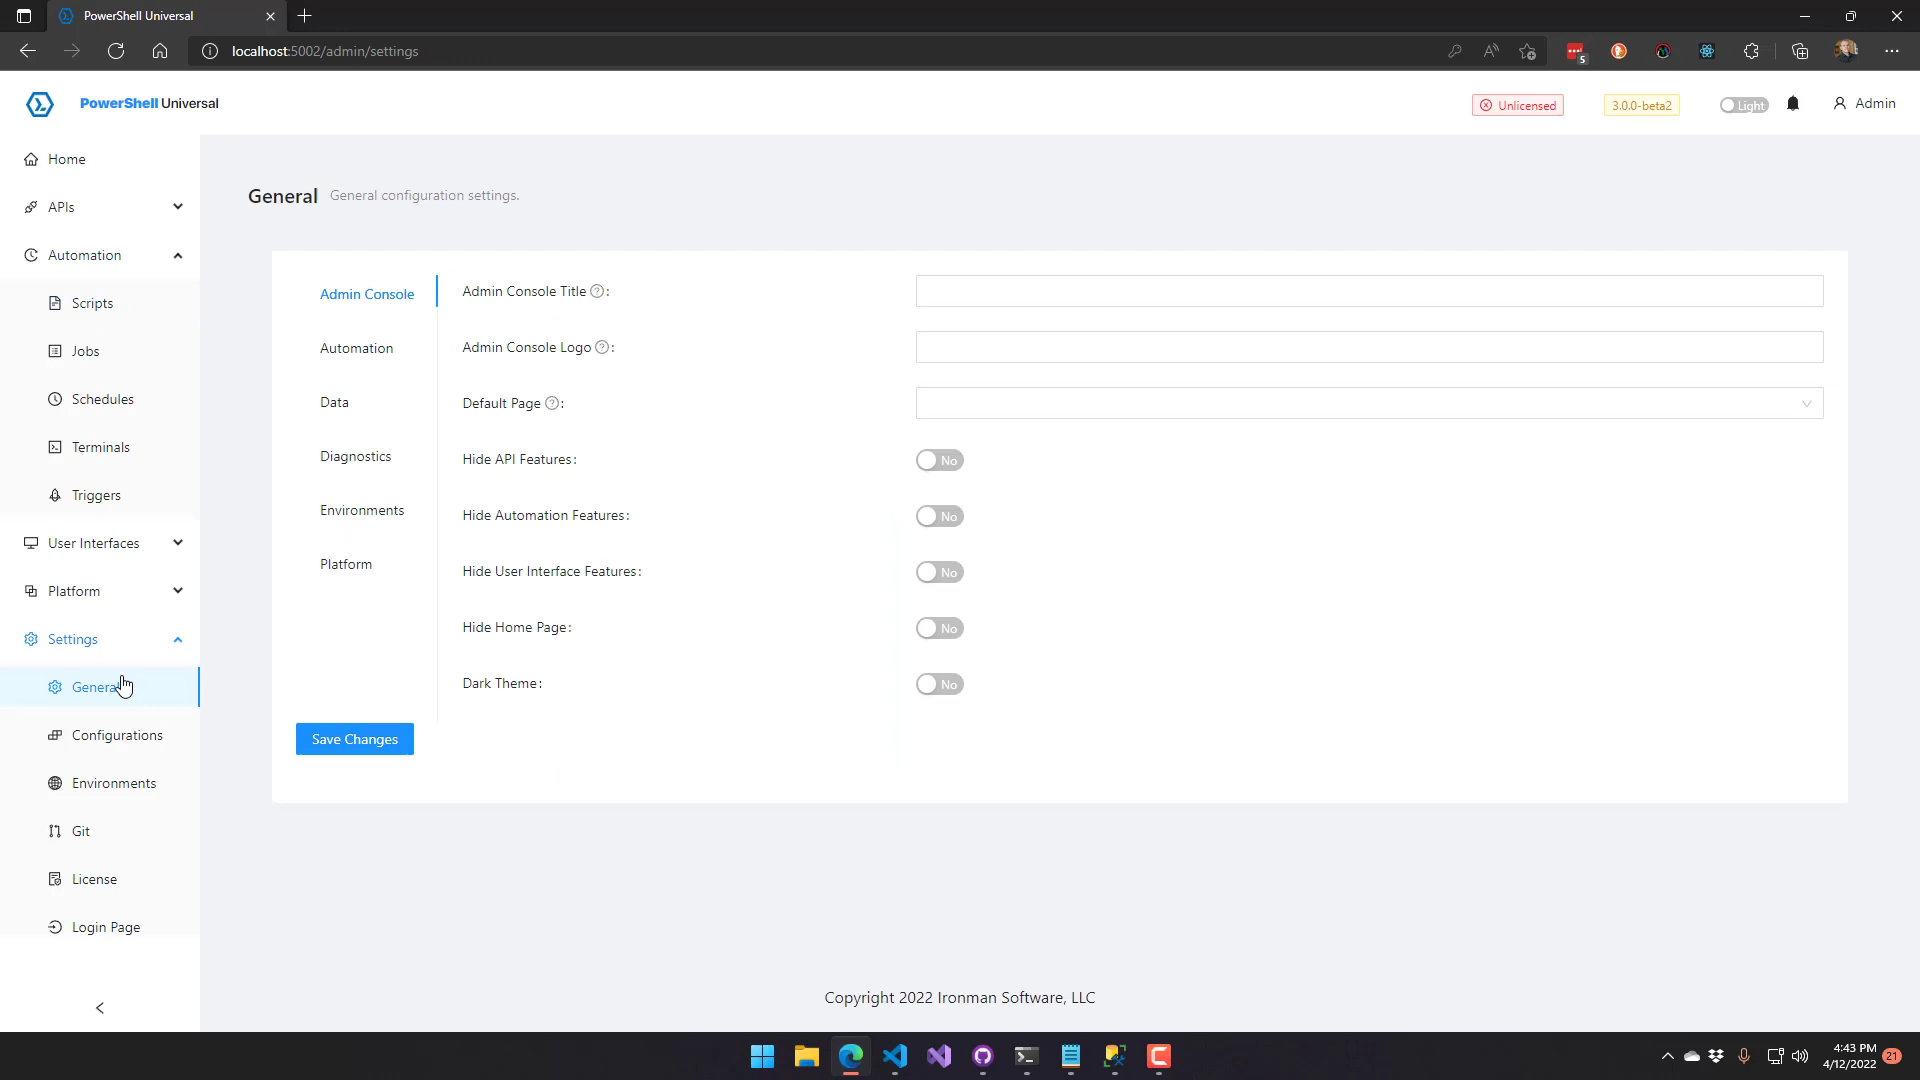 PowerShell Universal
localhost:5002/admin/settings
5
PowerShell Universal
Unlicensed
3.0.0-beta2
Light
Admin
Home
APIs
Automation
Scripts
Jobs
Schedules
Terminals
Triggers
User Interfaces
Platform
Settings
General
Configurations
Environments
Git
License
Login Page
General General configuration settings.
Admin Console
Automation
Data
Diagnostics
Environments
Platform
Save Changes
Admin Console Title ? :
Admin Console Logo ? :
Default Page ? :
Hide API Features: No
Hide Automation Features: No
Hide User Interface Features: No
Hide Home Page: No
Dark Theme: No
Copyright 2022 Ironman Software, LLC
4:43 PM
4/12/2022
21